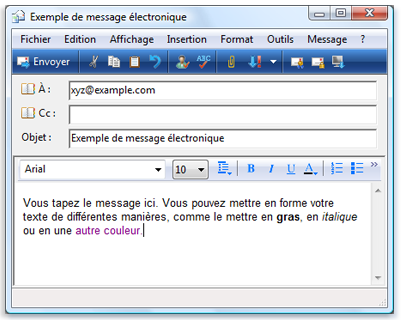 Exemple de message électronique
Fichier Edition Affichage Insertion Format Outils Message ?
Envoyer ABC
À : xyz@example.com
Cc :
Objet : Exemple de message électronique
Arial 10 B I U A »
Vous tapez le message ici. Vous pouvez mettre en forme votre
texte de différentes manières, comme le mettre en gras, en italique
ou en une autre couleur.